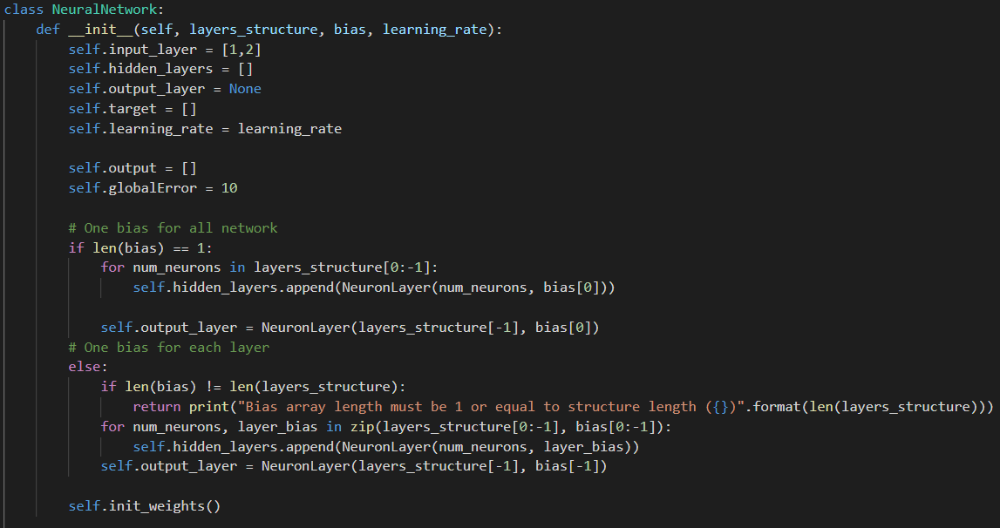 class NeuralNetwork:
    def __init__(self, layers_structure, bias, learning_rate):
        self.input_layer = [1,2]
        self.hidden_layers = []
        self.output_layer = None
        self.target = []
        self.learning_rate = learning_rate

        self.output = []
        self.globalError = 10

        # One bias for all network
        if len(bias) == 1:
            for num_neurons in layers_structure[0:-1]:
                self.hidden_layers.append(NeuronLayer(num_neurons, bias[0]))

            self.output_layer = NeuronLayer(layers_structure[-1], bias[0])
        # One bias for each layer
        else:
            if len(bias) != len(layers_structure):
                return print("Bias array length must be 1 or equal to structure length ({})".format(len(layers_structure)))
            for num_neurons, layer_bias in zip(layers_structure[0:-1], bias[0:-1]):
                self.hidden_layers.append(NeuronLayer(num_neurons, layer_bias))
            self.output_layer = NeuronLayer(layers_structure[-1], bias[-1])

        self.init_weights()